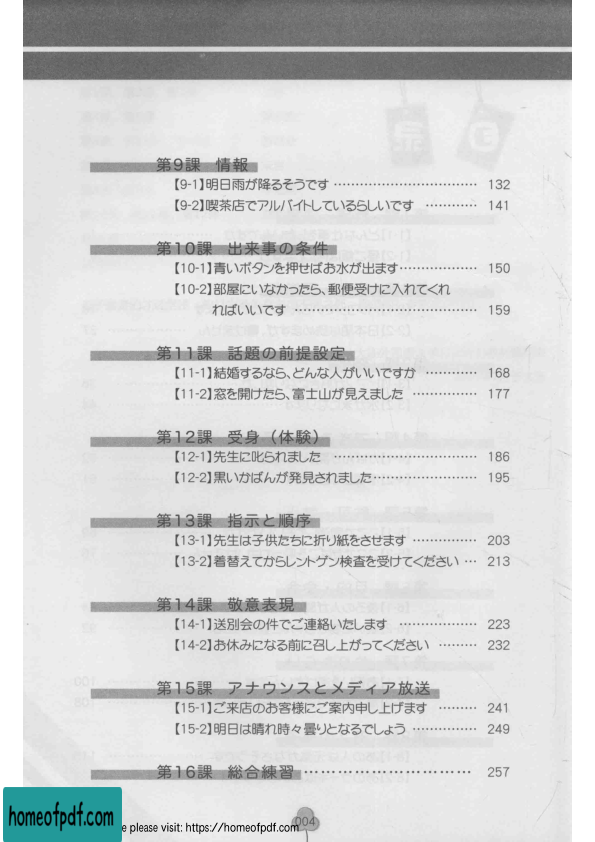 第9課 情報
【9-1】明日雨が降るそうです …………………………… 132
【9-2】喫茶店でアルバイトしているらしいです ………… 141
第10課 出来事の条件
【10-1】青いボタンを押せばお水が出ます……………… 150
【10-2】部屋にいなかったら、郵便受けに入れてくれ
ればいいです …………………………………… 159
第11課 話題の前提設定
【11-1】結婚するなら、どんな人がいいですか ………… 168
【11-2】窓を開けたら、富士山が見えました …………… 177
第12課 受身（体験）
【12-1】先生に叱られました ……………………………… 186
【12-2】黒いかばんが発見されました…………………… 195
第13課 指示と順序
【13-1】先生は子供たちに折り紙をさせます …………… 203
【13-2】着替えてからレントゲン検査を受けてください … 213
第14課 敬意表現
【14-1】送別会の件でご連絡いたします ……………… 223
【14-2】お休みになる前に召し上がってください ……… 232
第15課 アナウンスとメディア放送
【15-1】ご来店のお客様にご案内申し上げます ……… 241
【15-2】明日は晴れ時々曇りとなるでしょう …………… 249
第16課 総合練習 ………………………… 257
004
homeofpdf.com
e please visit: https://homeofpdf.com